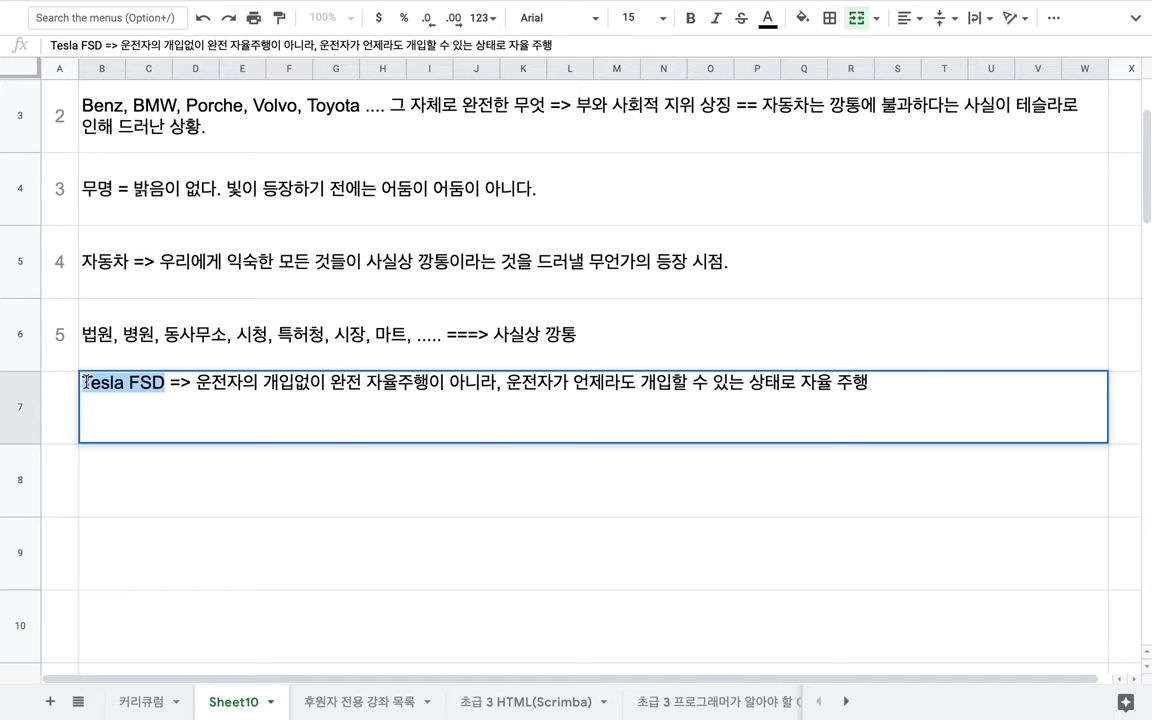 Search the menus (Option+/)
100%
$ % .0 .00 123
Arial
15
B I S A
fx Tesla FSD => 운전자의 개입없이 완전 자율주행이 아니라, 운전자가 언제라도 개입할 수 있는 상태로 자율 주행
A B C D E F G H I J K L M N O P Q R S T U V W X
3 2 Benz, BMW, Porche, Volvo, Toyota .... 그 자체로 완전한 무엇 => 부와 사회적 지위 상징 == 자동차는 깡통에 불과하다는 사실이 테슬라로
인해 드러난 상황.
4 3 무명 = 밝음이 없다. 빛이 등장하기 전에는 어둠이 어둠이 아니다.
5 4 자동차 => 우리에게 익숙한 모든 것들이 사실상 깡통이라는 것을 드러낼 무언가의 등장 시점.
6 5 법원, 병원, 동사무소, 시청, 특허청, 시장, 마트, ..... ===> 사실상 깡통
Tesla FSD => 운전자의 개입없이 완전 자율주행이 아니라, 운전자가 언제라도 개입할 수 있는 상태로 자율 주행
7
8
9
10
커리큐럼 Sheet10 후원자 전용 강좌 목록 초급 3 HTML(Scrimba) 초급 3 프로그래머가 알아야 할